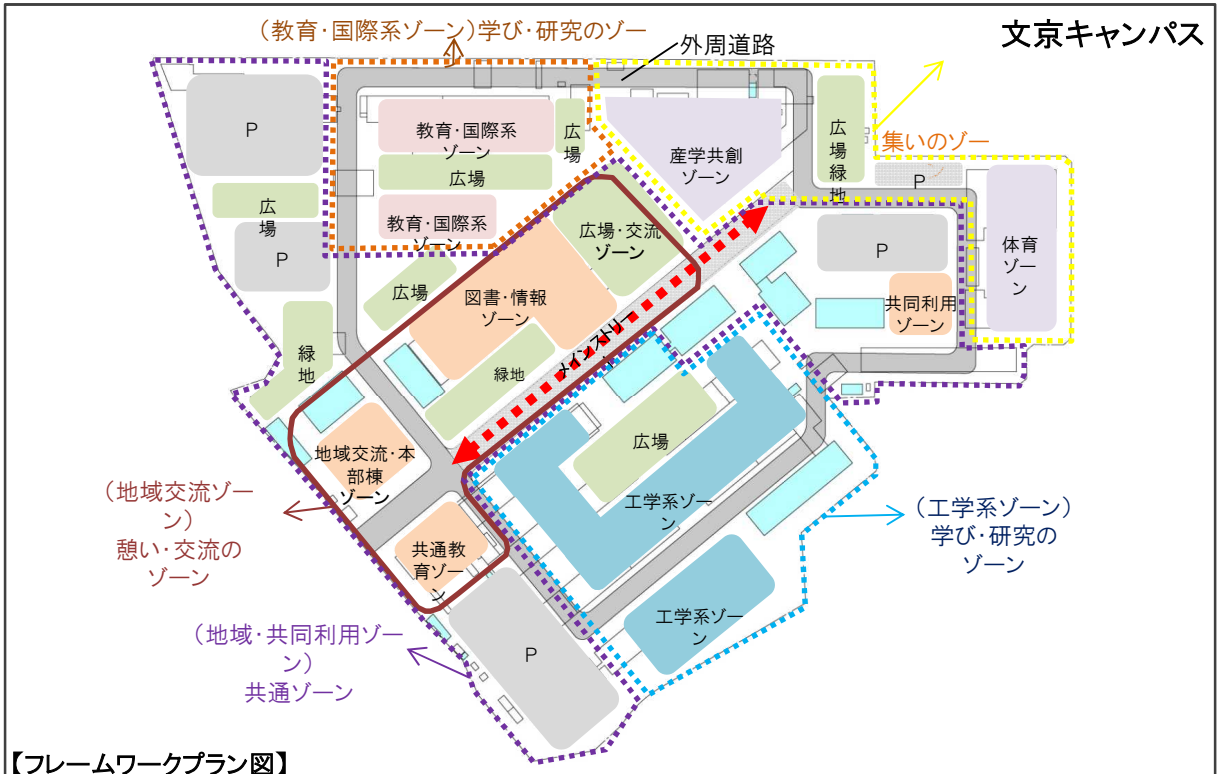 （教育・国際系ゾーン）学び・研究のゾー
外周道路
文京キャンパス
P
教育・国際系
ゾーン
広
場
産学共創
ゾーン
広
場
緑
地
集いのゾー
P
広場
広
場
教育・国際系
ゾーン
広場・交流
ゾーン
P
P
体育
ゾー
ン
広場
図書・情報
ゾーン
共同利用
ゾーン
メインストリー
緑
地
緑地
広場
地域交流・本
部棟
ゾーン
工学系ゾー
ン
（地域交流ゾー
ン）
憩い・交流の
ゾーン
（工学系ゾーン）
学び・研究の
ゾーン
共通教
育ゾー
ン
工学系ゾー
ン
（地域・共同利用ゾー
ン）
共通ゾーン
P
【フレームワークプラン図】